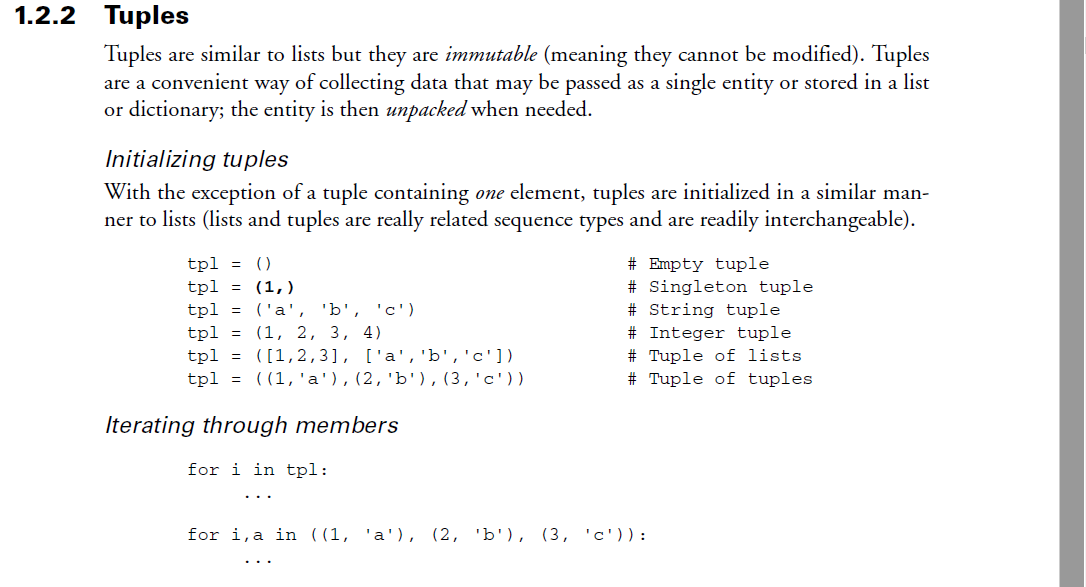 1.2.2 Tuples
Tuples are similar to lists but they are immutable (meaning they cannot be modified). Tuples
are a convenient way of collecting data that may be passed as a single entity or stored in a list
or dictionary; the entity is then unpacked when needed.
Initializing tuples
With the exception of a tuple containing one element, tuples are initialized in a similar man-
ner to lists (lists and tuples are really related sequence types and are readily interchangeable).
tpl = () # Empty tuple
tpl = (1,) # Singleton tuple
tpl = ('a', 'b', 'c') # String tuple
tpl = (1, 2, 3, 4) # Integer tuple
tpl = ([1,2,3], ['a','b','c']) # Tuple of lists
tpl = ((1,'a'),(2,'b'),(3,'c')) # Tuple of tuples
Iterating through members
for i in tpl:
...
for i,a in ((1, 'a'), (2, 'b'), (3, 'c')):
...